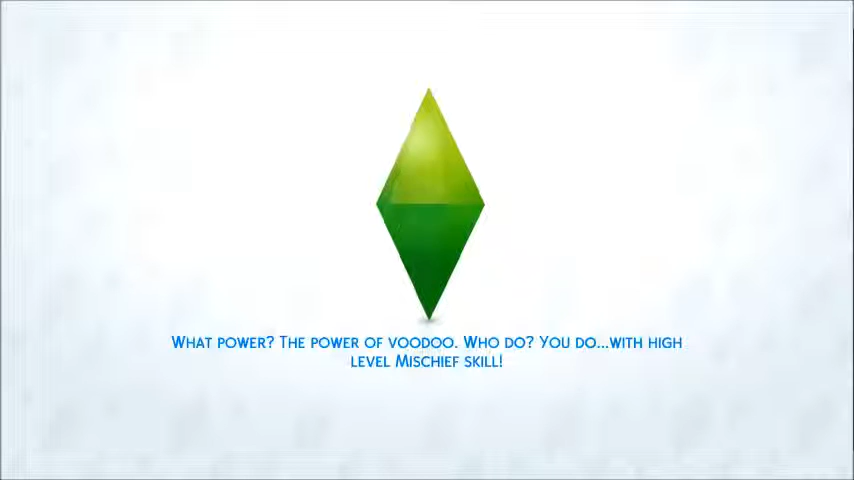 What power? The power of voodoo. Who do? You do...with high
level Mischief skill!